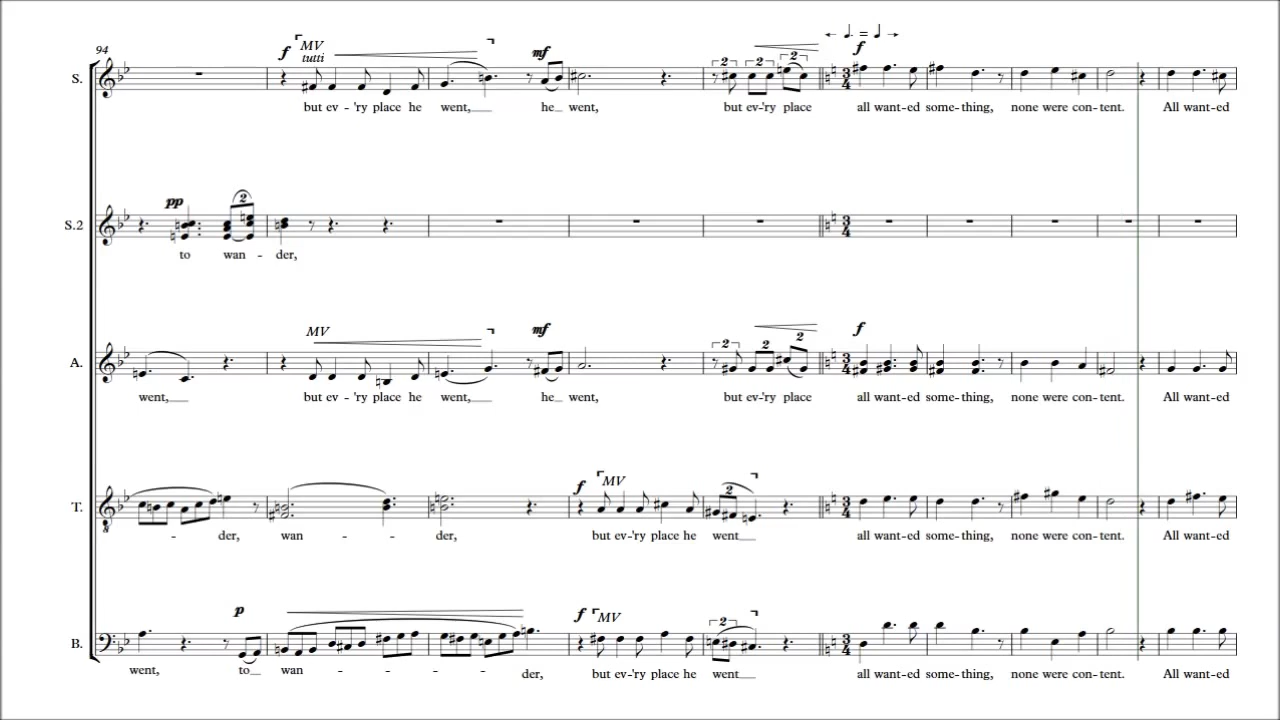 94
f MV mf f
tutti
S.
but ev - 'ry place he went, he went, but ev-'ry place all want-ed some-thing, none were con-tent. All want-ed
pp
S.2
to wan - der,
MV mf f
A.
went, but ev - 'ry place he went, he went, but ev-'ry place all want-ed some-thing, none were con-tent. All want-ed
f MV
T.
- der, wan - - - der, but ev-'ry place he went all want-ed some-thing, none were con-tent. All want-ed
p f MV
B.
went, to wan - - - - - der, but ev-'ry place he went all want-ed some-thing, none were con-tent. All want-ed